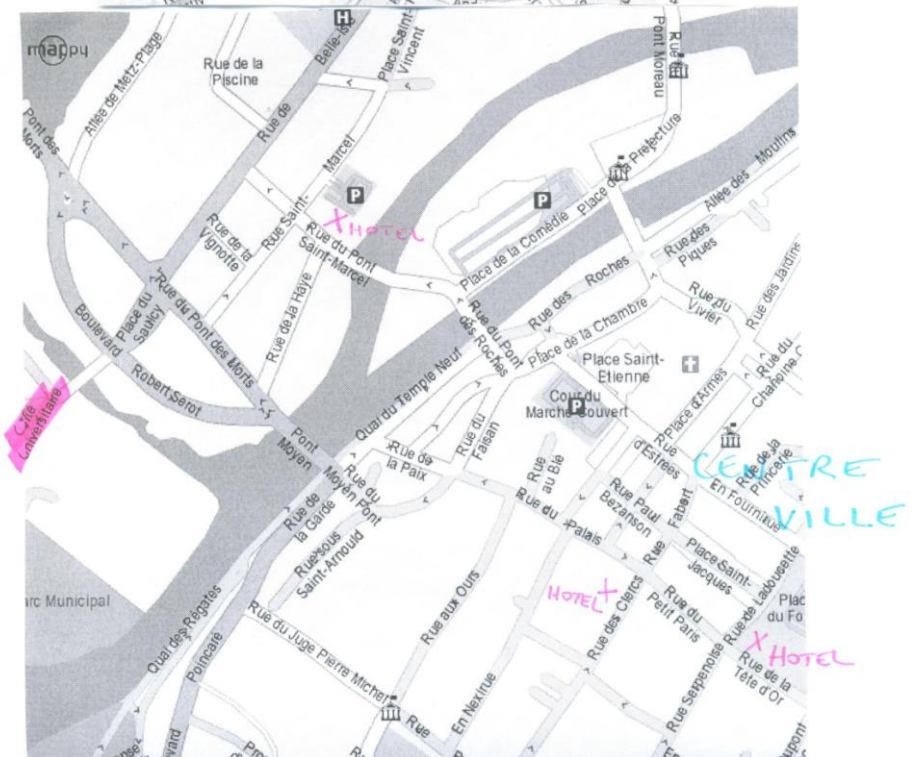 mappy
H
Allée de Metz-Plage
Rue de la
Piscine
Rue de
Belle-Isle
Place Saint-
Vincent
Rue
Pont Moreau
Pont des
Morts
Marcel
Rue Saint-
P
X HOTEL
Rue de la
Vignotte
Rue du Pont
Saint-Marcel
P
Place de la Comédie
Place de la Préfecture
Allée des Moulins
Rue des
Piques
Rue des Jardins
Boulevard
Robert Serot
Place du
Saulcy
Rue du Pont des Morts
Rue de la Haye
Rue du Pont
des Roches
Rue des Roches
Place de la Chambre
Rue du
Vivier
Place Saint-
Etienne
Rue du
Chanoine C
Cité
Universitaire
Quai du Temple Neuf
Cour du
Marché Couvert
P
Place d'Armes
Pont
Moyen
Rue de
la Paix
Rue du
Faisan
Rue
au Blé
Rue
d'Estrées
CENTRE
VILLE
Rue de la
Princerie
En Fournirue
Rue du
Moyen Pont
Rue de
la Garde
Rue sous
Saint-Arnould
Rue du Palais
Rue Paul
Bezanson
Rue Fabert
Place Saint-
Jacques
arc Municipal
Quai des Régates
Poincaré
Rue du Juge Pierre Michel
Rue
Rue aux Ours
En Nexirue
HOTEL X
Rue des Clercs
Rue du
Petit Paris
Rue de Ladoucette
Plac
du Fo
X HOTEL
Rue de la
Tête d'Or
Rue Serpenoise
vard
upont